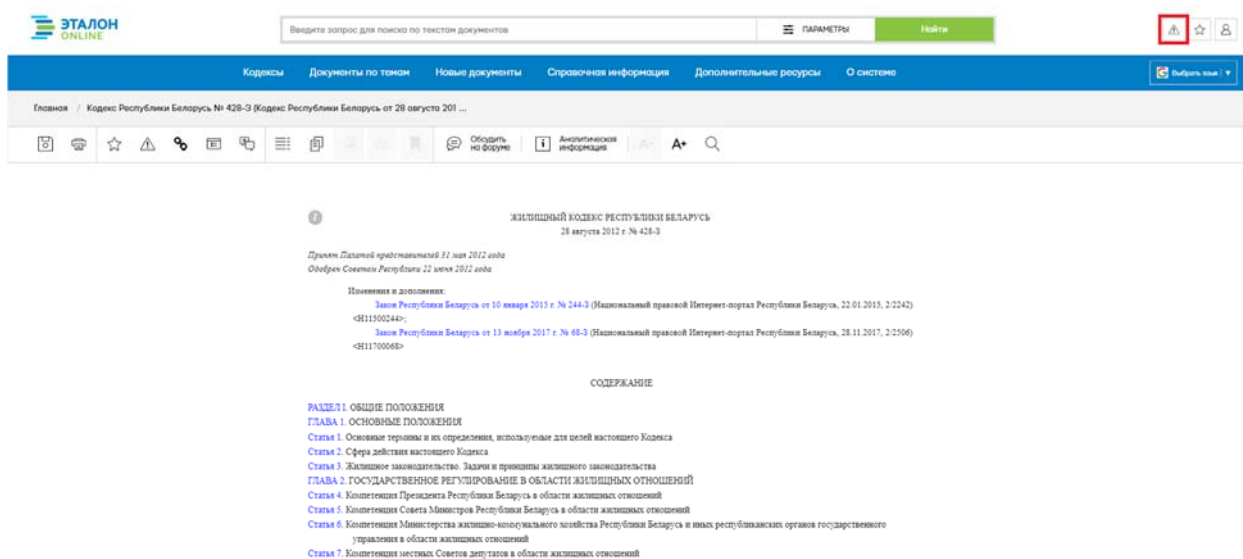 ЭТАЛОН
ONLINE
Введите запрос для поиска по текстам документов
ПАРАМЕТРЫ
Найти
Кодексы Документы по темам Новые документы Справочная информация Дополнительные ресурсы О системе
Выбрать язык | ▼
Главная / Кодекс Республики Беларусь № 428-З (Кодекс Республики Беларусь от 28 августа 201 ...
Обсудить
на форуме
Аналитическая
информация
A-
A+
ЖИЛИЩНЫЙ КОДЕКС РЕСПУБЛИКИ БЕЛАРУСЬ
28 августа 2012 г. № 428-З
Принят Палатой представителей 31 мая 2012 года
Одобрен Советом Республики 22 июня 2012 года
Изменения и дополнения:
Закон Республики Беларусь от 10 января 2015 г. № 244-З (Национальный правовой Интернет-портал Республики Беларусь, 22.01.2015, 2/2242)
<H11500244>;
Закон Республики Беларусь от 13 ноября 2017 г. № 68-З (Национальный правовой Интернет-портал Республики Беларусь, 28.11.2017, 2/2506)
<H11700068>
СОДЕРЖАНИЕ
РАЗДЕЛ I. ОБЩИЕ ПОЛОЖЕНИЯ
ГЛАВА 1. ОСНОВНЫЕ ПОЛОЖЕНИЯ
Статья 1. Основные термины и их определения, используемые для целей настоящего Кодекса
Статья 2. Сфера действия настоящего Кодекса
Статья 3. Жилищное законодательство. Задачи и принципы жилищного законодательства
ГЛАВА 2. ГОСУДАРСТВЕННОЕ РЕГУЛИРОВАНИЕ В ОБЛАСТИ ЖИЛИЩНЫХ ОТНОШЕНИЙ
Статья 4. Компетенция Президента Республики Беларусь в области жилищных отношений
Статья 5. Компетенция Совета Министров Республики Беларусь в области жилищных отношений
Статья 6. Компетенция Министерства жилищно-коммунального хозяйства Республики Беларусь и иных республиканских органов государственного
управления в области жилищных отношений
Статья 7. Компетенция местных Советов депутатов в области жилищных отношений